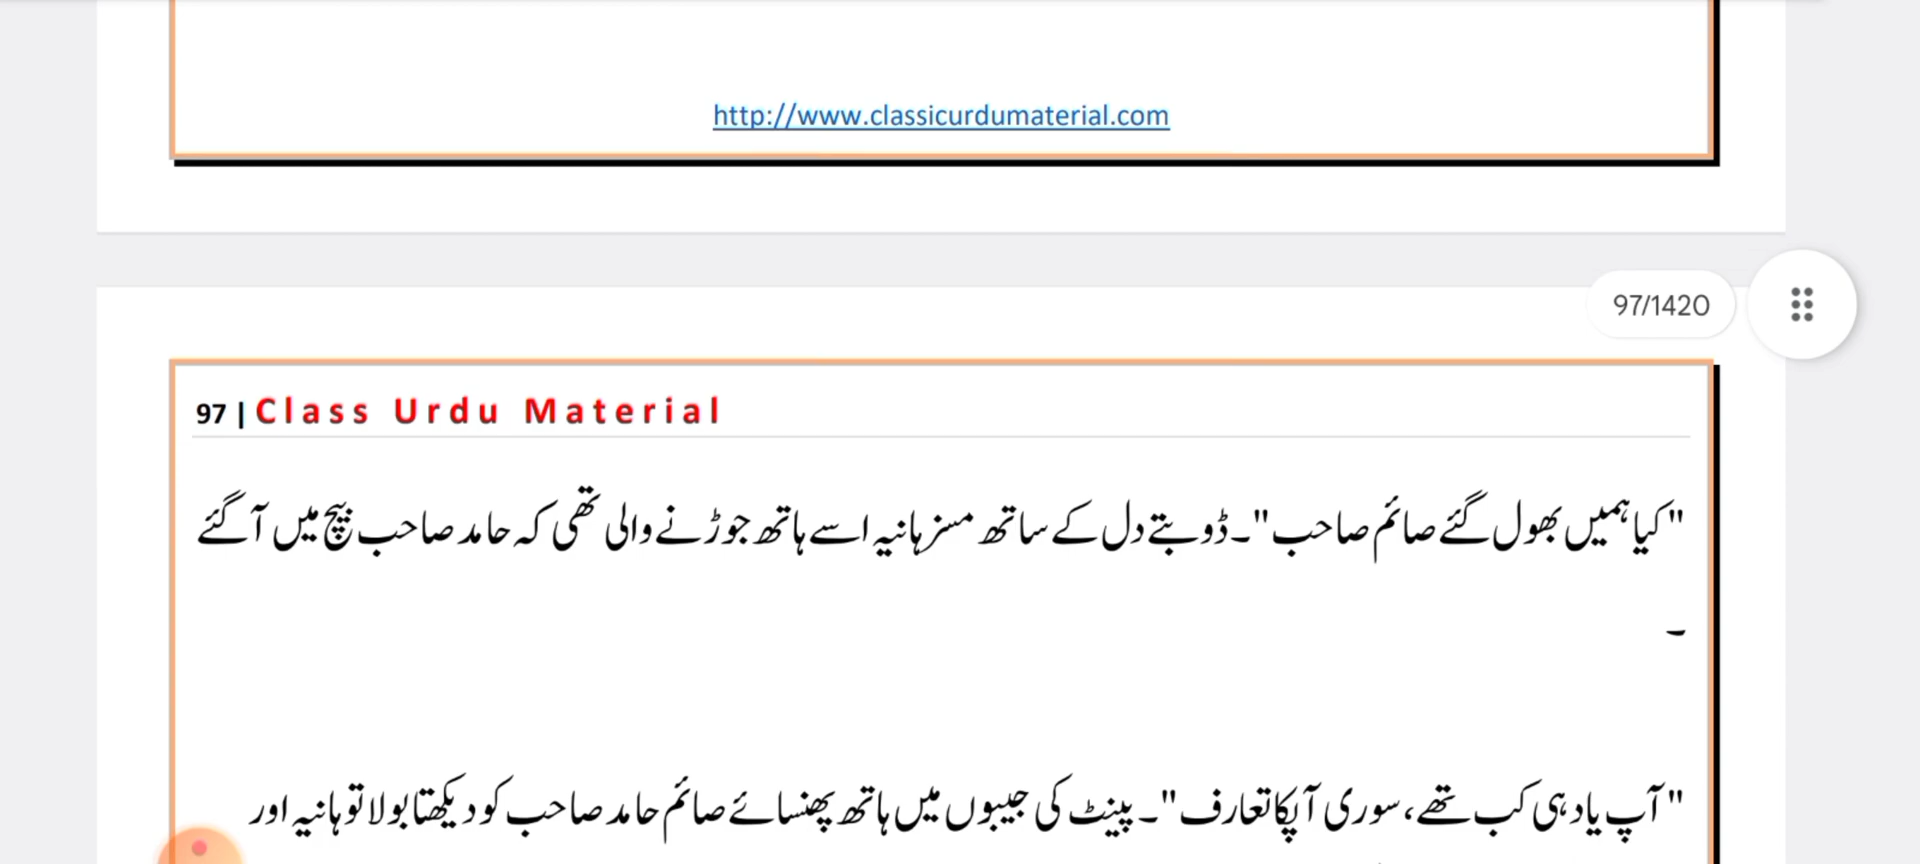 http://www.classicurdumaterial.com
97/1420
97 | Class Urdu Material
"کیا ہمیں بھول گئے صائم صاحب"۔ ڈوبتے دل کے ساتھ مسز ہانیہ اسے ہاتھ جوڑنے والی تھی کہ حامد صاحب بیچ میں آ گئے
۔
"آپ یاد ہی کب تھے، سوری آپکا تعارف"۔ پینٹ کی جیبوں میں ہاتھ پھنسائے صائم حامد صاحب کو دیکھتا بولا تو ہانیہ اور